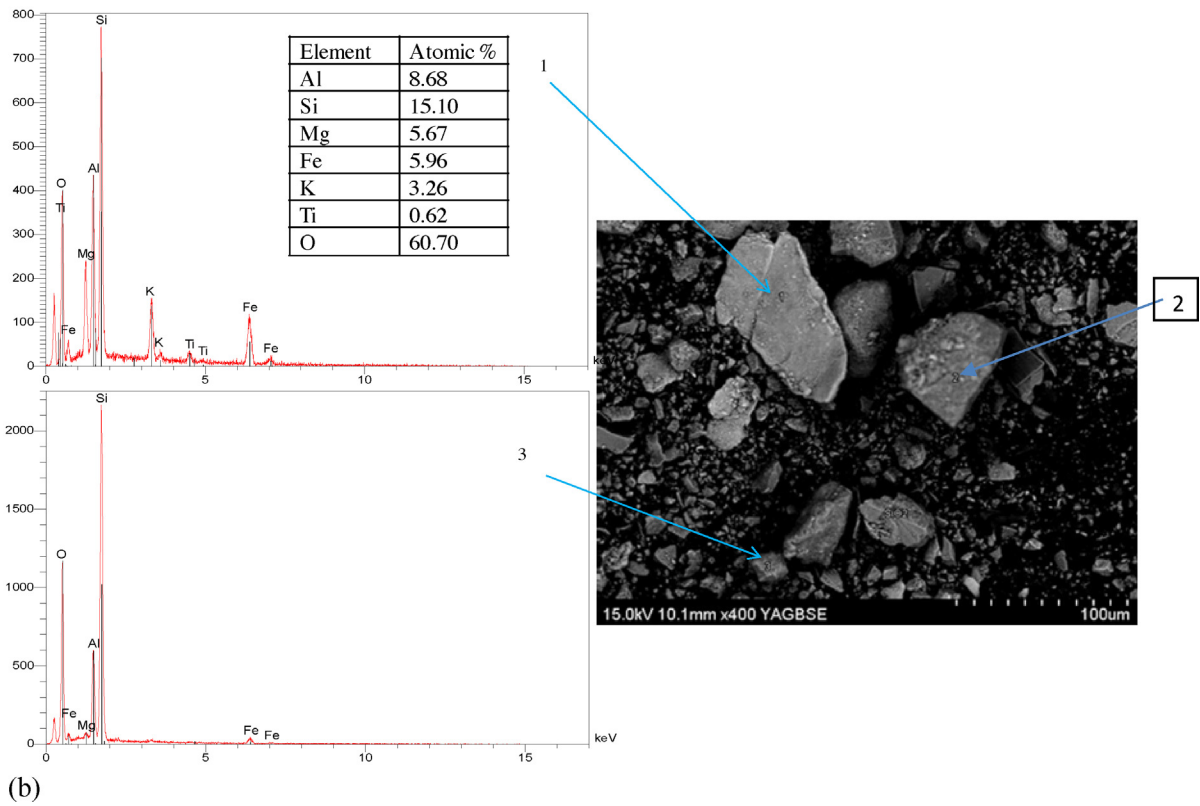 Si
800
700
600
500
400
300
200
100
0
Al
O
Ti
Mg
Fe
K
K
Ti
Ti
Fe
Fe
0
5
10
15
keV
Element Atomic %
Al 8.68
Si 15.10
Mg 5.67
Fe 5.96
K 3.26
Ti 0.62
O 60.70
1
2
3
Si
2000
1500
1000
500
0
O
Al
Fe
Mg
Fe
Fe
0
5
10
15
keV
15.0kV 10.1mm x400 YAGBSE
100um
(b)